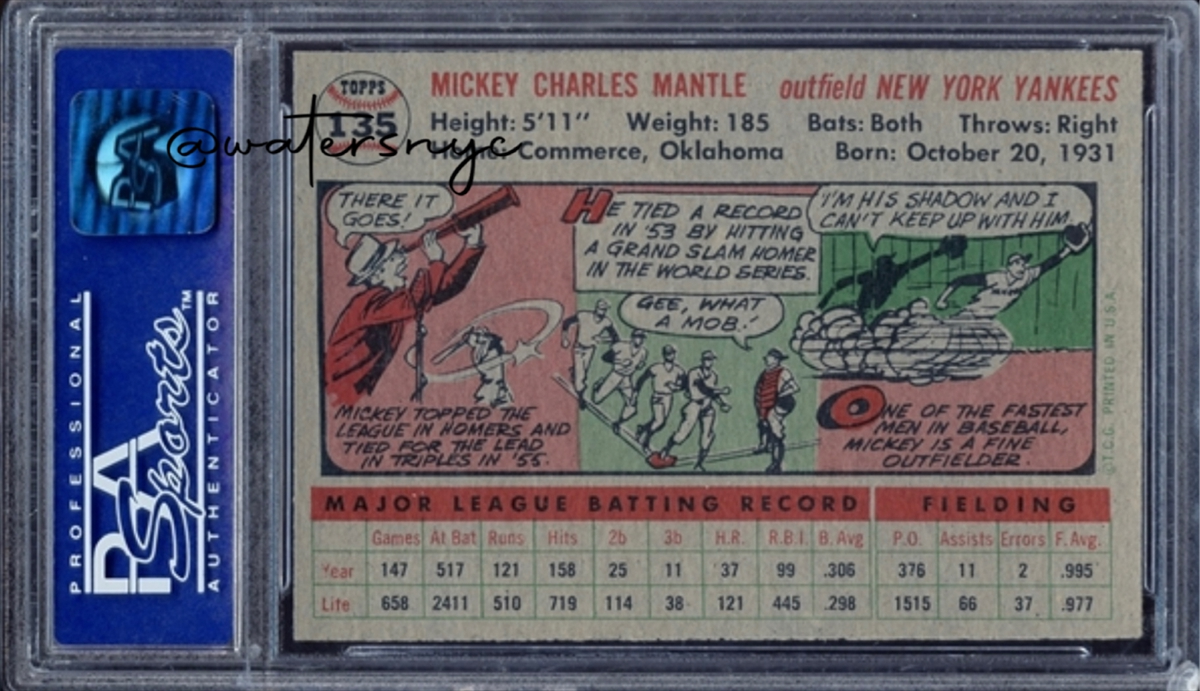 PSA
PROFESSIONAL
PSA Sports™
AUTHENTICATOR
@watersnyc
TOPPS
135
MICKEY CHARLES MANTLE outfield NEW YORK YANKEES
Height: 5'11" Weight: 185 Bats: Both Throws: Right
Home: Commerce, Oklahoma Born: October 20, 1931
THERE IT
GOES!
MICKEY TOPPED THE
LEAGUE IN HOMERS AND
TIED FOR THE LEAD
IN TRIPLES IN '55.
HE TIED A RECORD
IN '53 BY HITTING
A GRAND SLAM HOMER
IN THE WORLD SERIES.
GEE, WHAT
A MOB!
I'M HIS SHADOW AND I
CAN'T KEEP UP WITH HIM
ONE OF THE FASTEST
MEN IN BASEBALL,
MICKEY IS A FINE
OUTFIELDER.
©T.C.G. PRINTED IN U.S.A.
MAJOR LEAGUE BATTING RECORD FIELDING
Games At Bat Runs Hits 2b 3b H.R. R.B.I. B. Avg P.O. Assists Errors F. Avg.
Year 147 517 121 158 25 11 37 99 .306 376 11 2 .995
Life 658 2411 510 719 114 38 121 445 .298 1515 66 37 .977